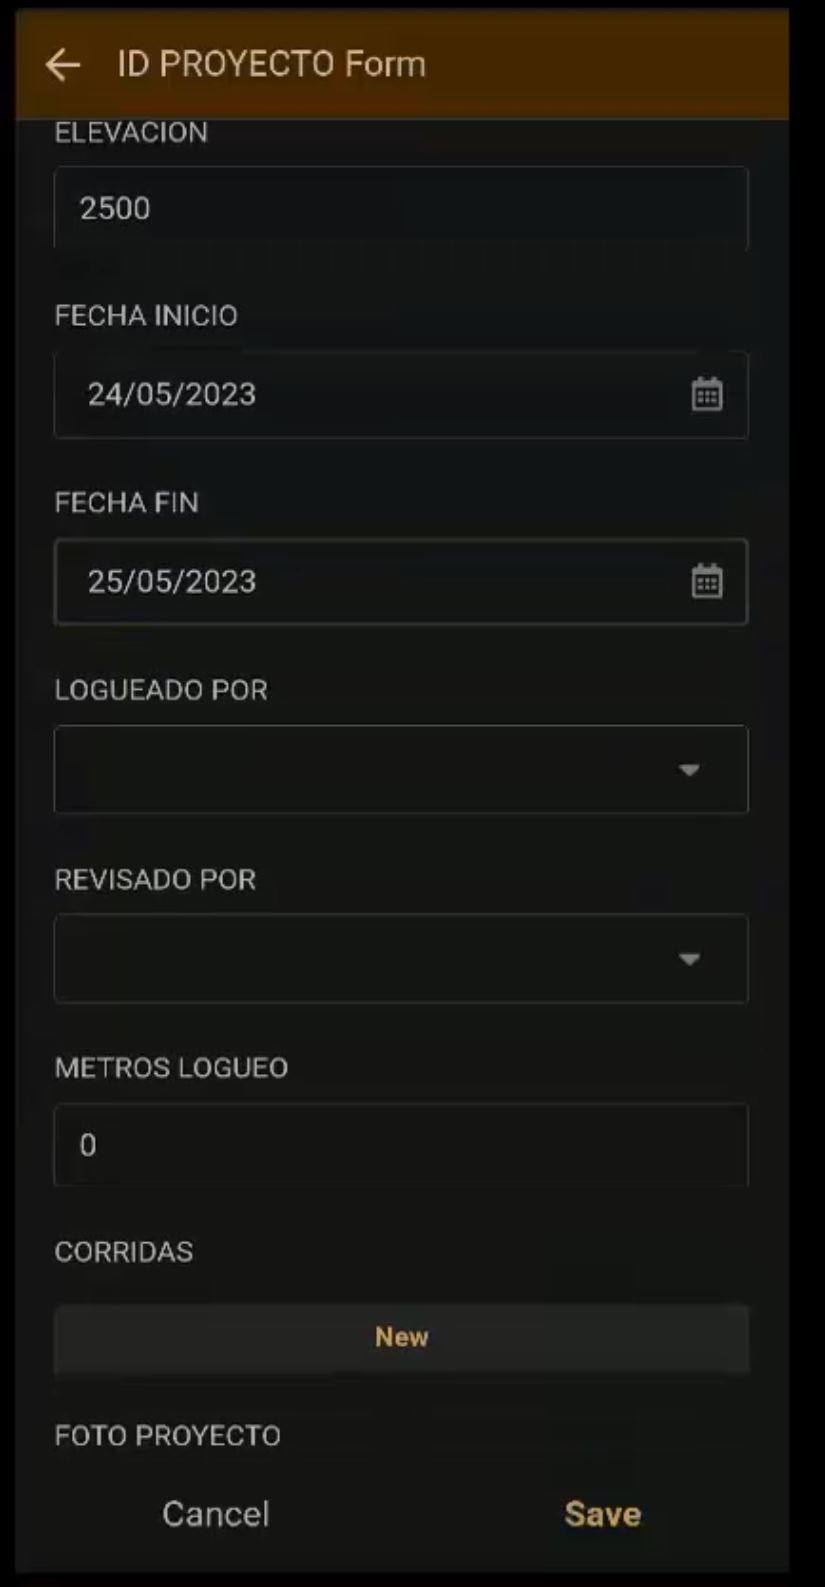 ID PROYECTO Form
ELEVACION
2500
FECHA INICIO
24/05/2023
FECHA FIN
25/05/2023
LOGUEADO POR
REVISADO POR
METROS LOGUEO
0
CORRIDAS
New
FOTO PROYECTO
Cancel
Save